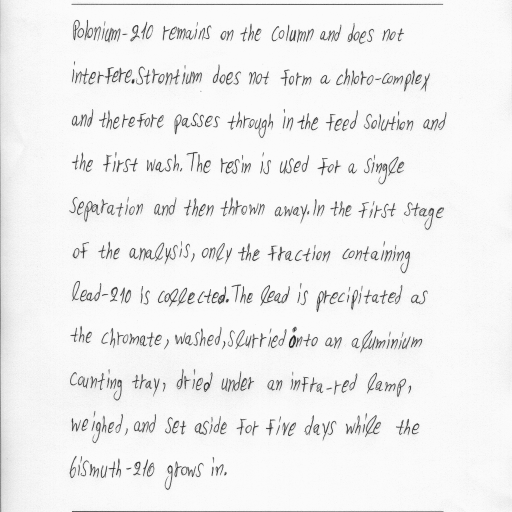 Polonium-210 remains on the column and does not
interfere. Strontium does not form a chloro-complex
and therefore passes through in the feed solution and
the first wash. The resin is used for a single
separation and then thrown away. In the first stage
of the analysis, only the fraction containing
lead-210 is collected. The lead is precipitated as
the chromate, washed, slurried onto an aluminium
counting tray, dried under an infra-red lamp,
weighed, and set aside for five days while the
bismuth-210 grows in.